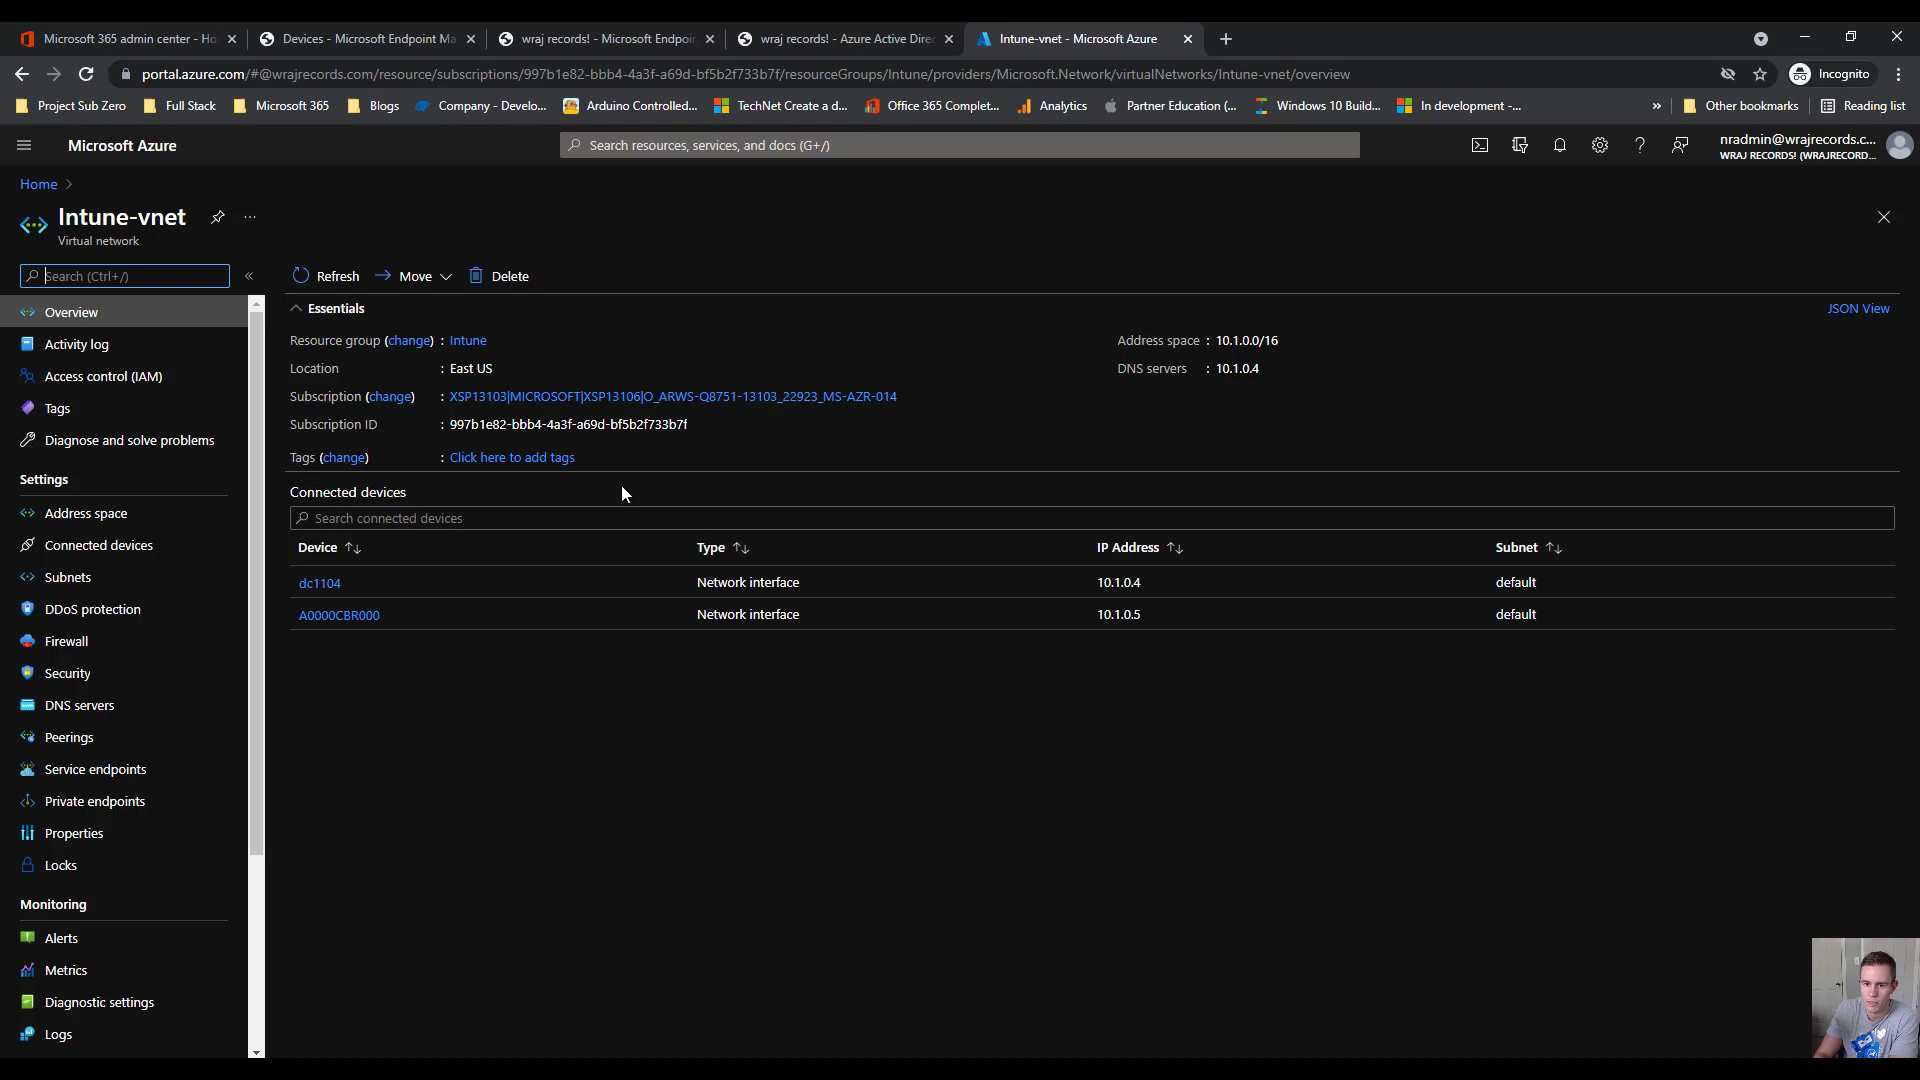 Microsoft 365 admin center - Ho
Devices - Microsoft Endpoint Ma
wraj records! - Microsoft Endpoin
wraj records! - Azure Active Direc
Intune-vnet - Microsoft Azure
portal.azure.com/#@wrajrecords.com/resource/subscriptions/997b1e82-bbb4-4a3f-a69d-bf5b2f733b7f/resourceGroups/Intune/providers/Microsoft.Network/virtualNetworks/Intune-vnet/overview
Incognito
Project Sub Zero
Full Stack
Microsoft 365
Blogs
Company - Develo...
Arduino Controlled...
TechNet Create a d...
Office 365 Complet...
Analytics
Partner Education (...
Windows 10 Build...
In development -...
»
Other bookmarks
Reading list
Microsoft Azure
Search resources, services, and docs (G+/)
nradmin@wrajrecords.c...
WRAJ RECORDS! (WRAJRECORD...
Home
Intune-vnet
...
Virtual network
Search (Ctrl+/)
«
Refresh
Move
Delete
Overview
Activity log
Access control (IAM)
Tags
Diagnose and solve problems
Settings
Address space
Connected devices
Subnets
DDoS protection
Firewall
Security
DNS servers
Peerings
Service endpoints
Private endpoints
Properties
Locks
Monitoring
Alerts
Metrics
Diagnostic settings
Logs
Essentials
JSON View
Resource group (change) : Intune
Location : East US
Subscription (change) : XSP13103|MICROSOFT|XSP13106|O_ARWS-Q8751-13103_22923_MS-AZR-014
Subscription ID : 997b1e82-bbb4-4a3f-a69d-bf5b2f733b7f
Tags (change) : Click here to add tags
Address space : 10.1.0.0/16
DNS servers : 10.1.0.4
Connected devices
Search connected devices
Device Type IP Address Subnet
dc1104 Network interface 10.1.0.4 default
A0000CBR000 Network interface 10.1.0.5 default